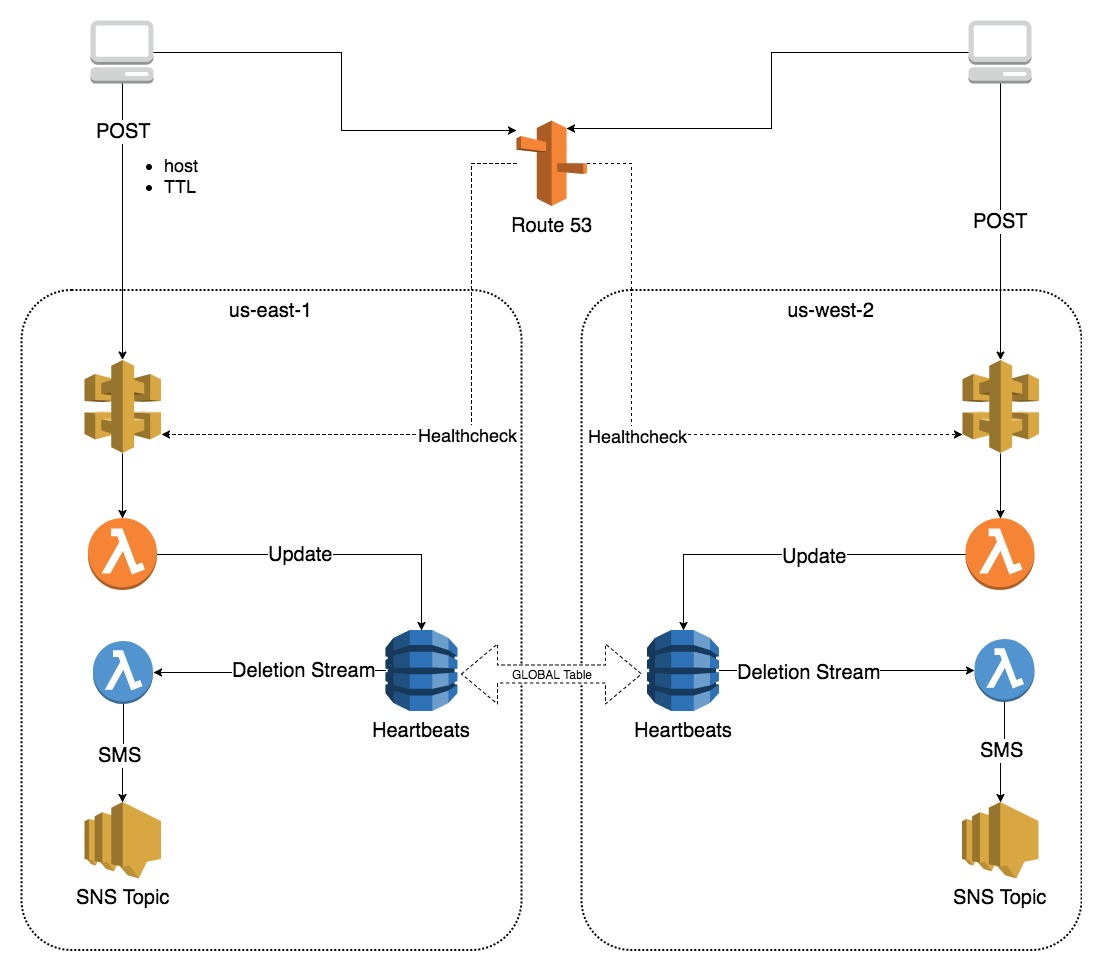 POST
host
TTL
Route 53
POST
us-east-1
us-west-2
Healthcheck
Healthcheck
Update
Update
Deletion Stream
GLOBAL Table
Deletion Stream
Heartbeats
Heartbeats
SMS
SMS
SNS Topic
SNS Topic